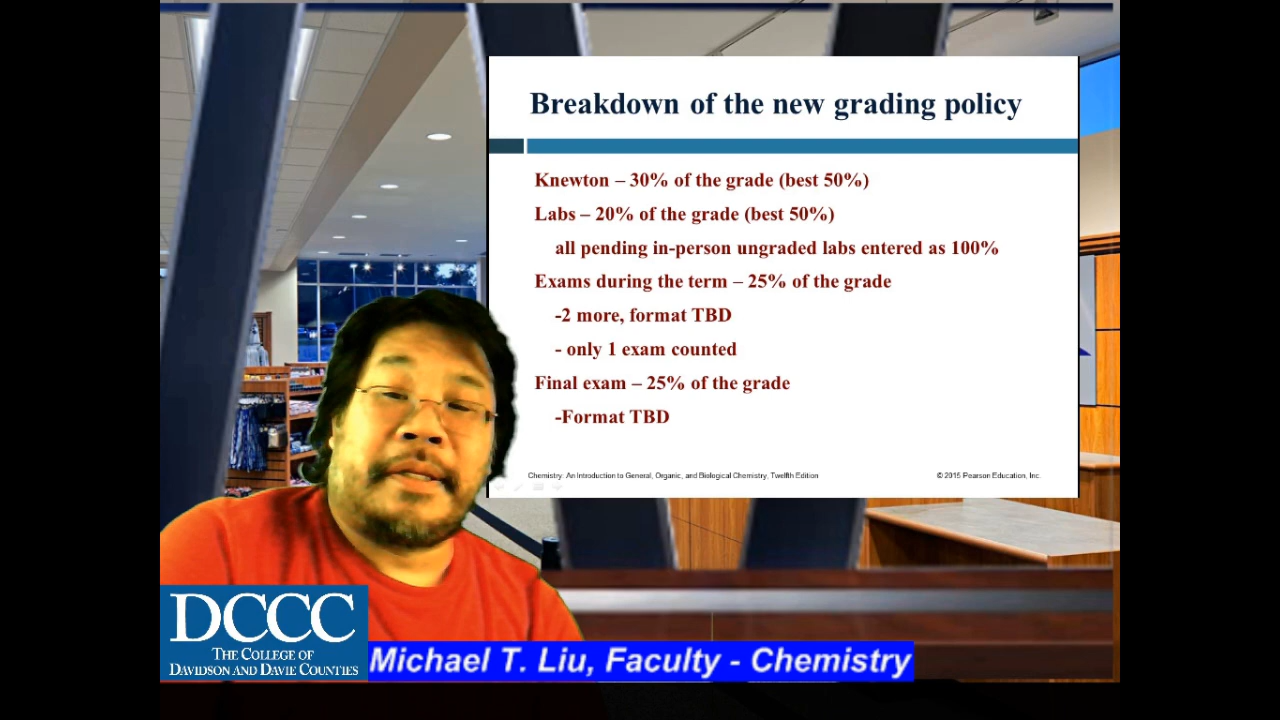 Breakdown of the new grading policy
Knewton – 30% of the grade (best 50%)
Labs – 20% of the grade (best 50%)
all pending in-person ungraded labs entered as 100%
Exams during the term – 25% of the grade
-2 more, format TBD
- only 1 exam counted
Final exam – 25% of the grade
-Format TBD
Chemistry: An Introduction to General, Organic, and Biological Chemistry, Twelfth Edition
© 2015 Pearson Education, Inc.
DCCC
THE COLLEGE OF
DAVIDSON AND DAVIE COUNTIES
Michael T. Liu, Faculty - Chemistry